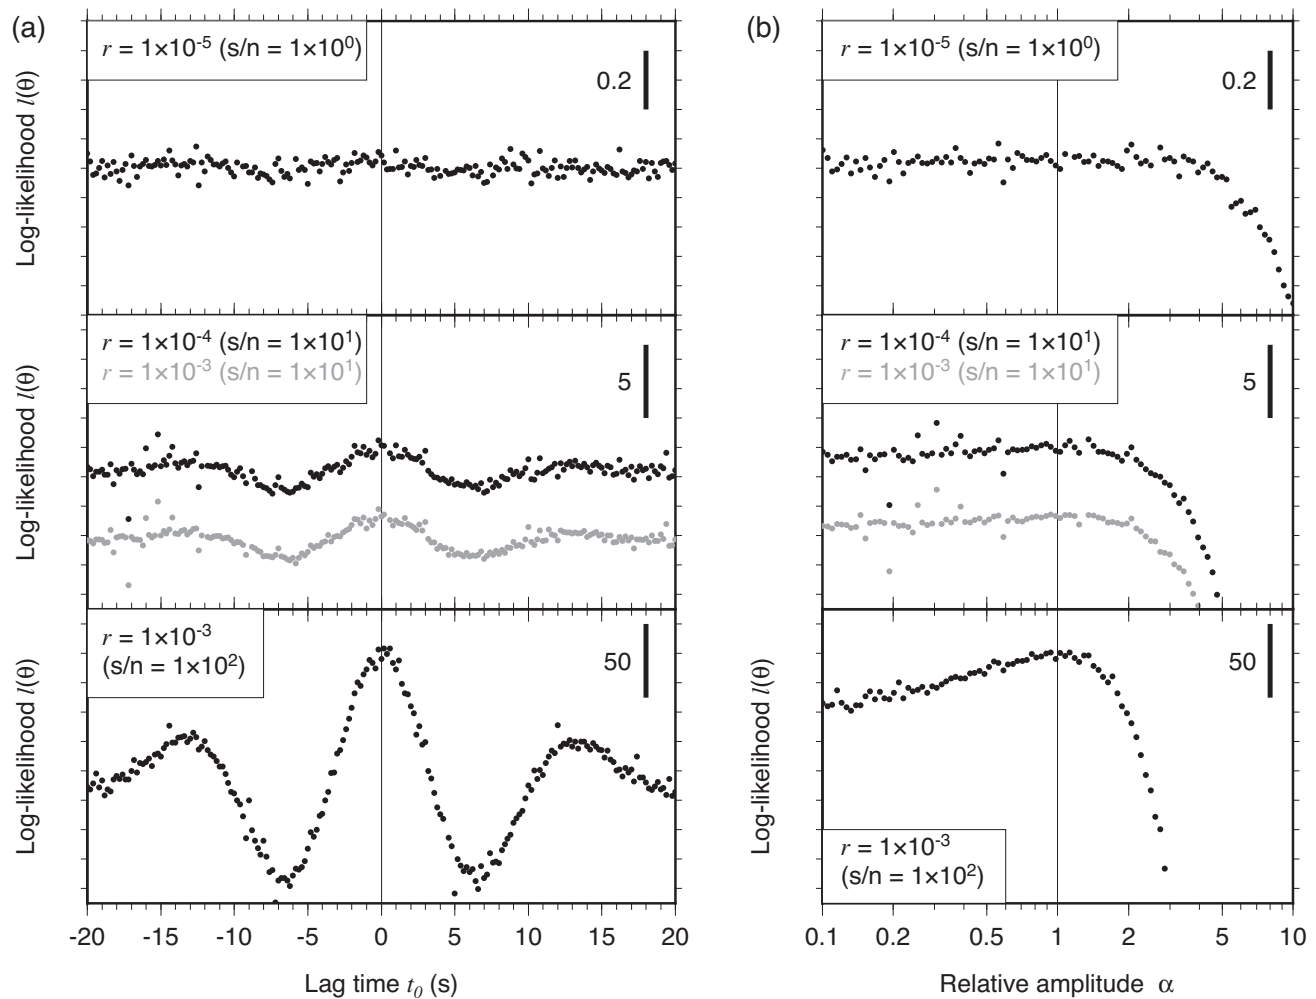 (a)
r = 1×10⁻⁵ (s/n = 1×10⁰)
0.2
Log-likelihood l(θ)
r = 1×10⁻⁴ (s/n = 1×10¹)
r = 1×10⁻³ (s/n = 1×10¹)
5
Log-likelihood l(θ)
r = 1×10⁻³
(s/n = 1×10²)
50
Log-likelihood l(θ)
-20 -15 -10 -5 0 5 10 15 20
Lag time t₀ (s)
(b)
r = 1×10⁻⁵ (s/n = 1×10⁰)
0.2
r = 1×10⁻⁴ (s/n = 1×10¹)
r = 1×10⁻³ (s/n = 1×10¹)
5
50
Log-likelihood l(θ)
r = 1×10⁻³
(s/n = 1×10²)
0.1 0.2 0.5 1 2 5 10
Relative amplitude α